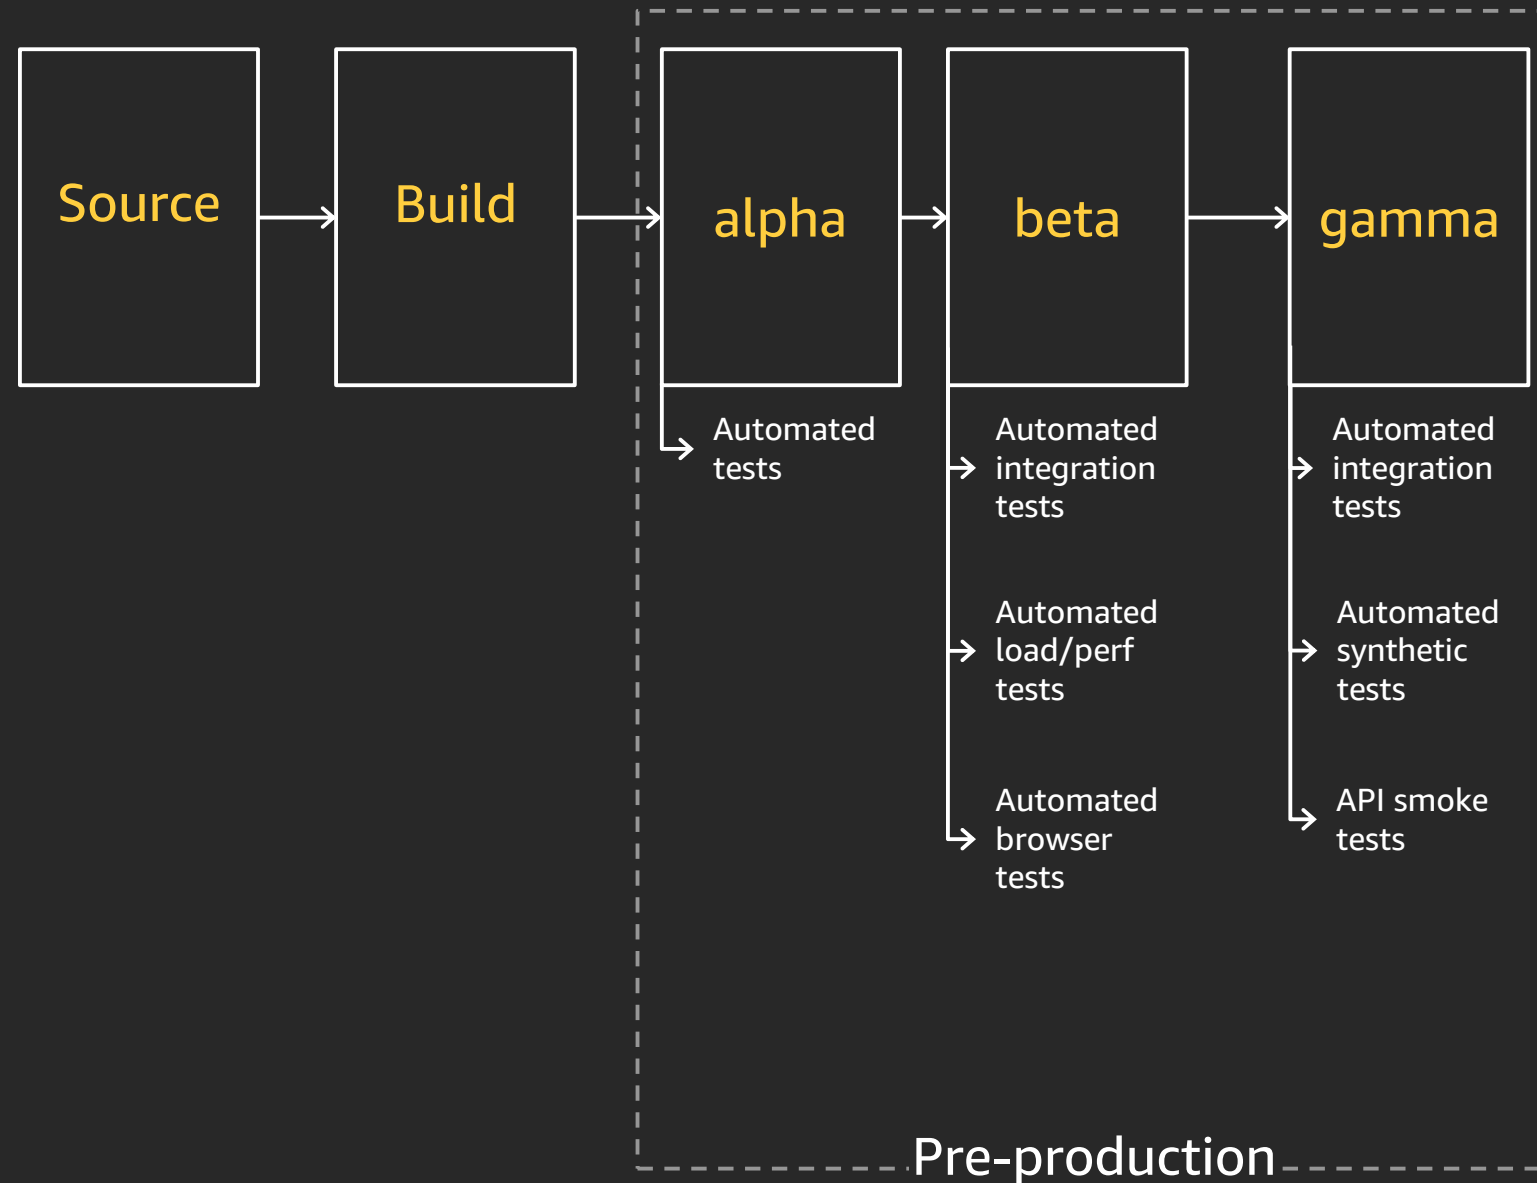 Source
Build
alpha
beta
gamma
Automated
tests
Automated
integration
tests
Automated
load/perf
tests
Automated
browser
tests
Automated
integration
tests
Automated
synthetic
tests
API smoke
tests
Pre-production